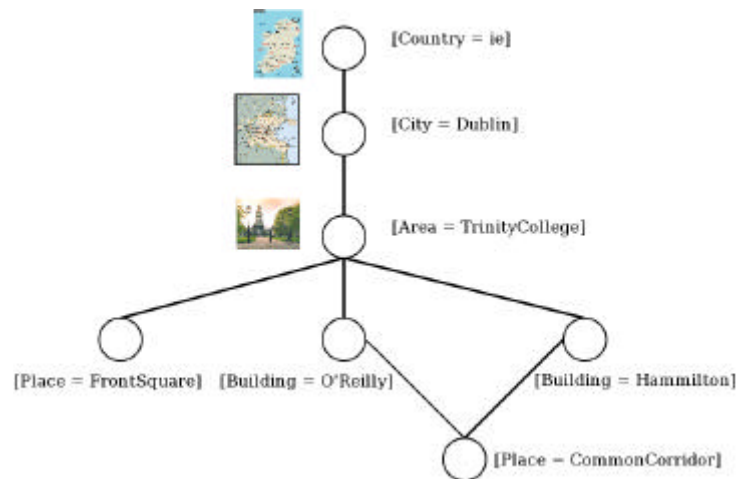 [Country = ie]
[City = Dublin]
[Area = TrinityCollege]
[Place = FrontSquare]
[Building = O'Reilly]
[Building = Hammilton]
[Place = CommonCorridor]